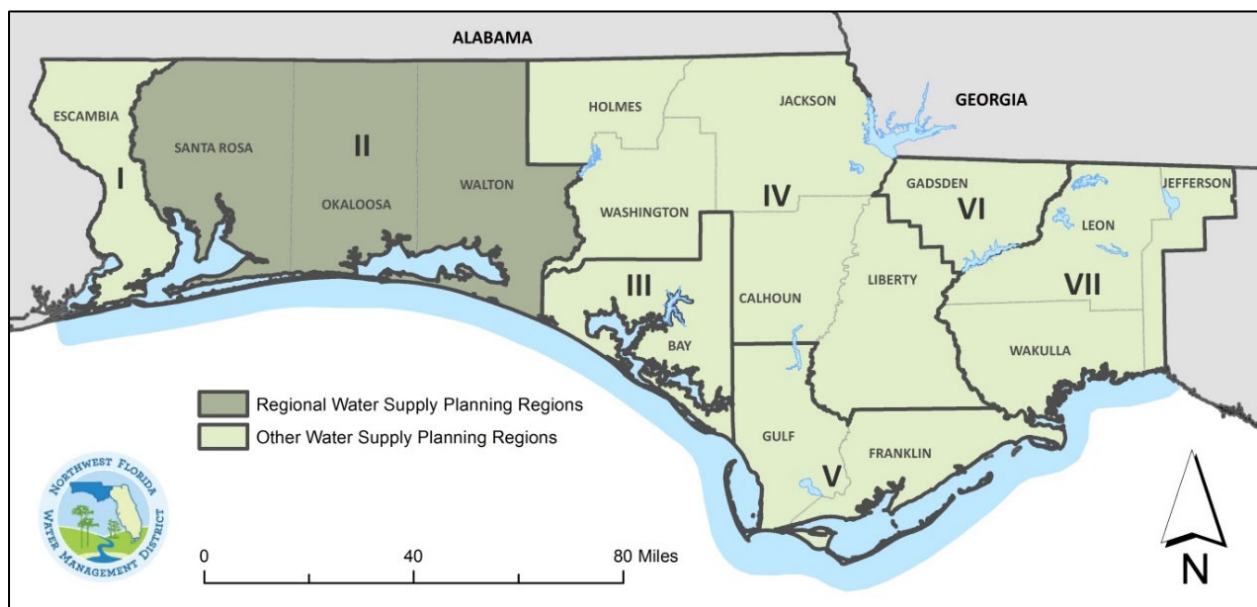 ALABAMA
GEORGIA
ESCAMBIA
I
SANTA ROSA
II
OKALOOSA
WALTON
HOLMES
JACKSON
WASHINGTON
IV
GADSDEN
VI
JEFFERSON
LEON
LIBERTY
VII
III
CALHOUN
BAY
WAKULLA
GULF
V
FRANKLIN
Regional Water Supply Planning Regions
Other Water Supply Planning Regions
NORTHWEST FLORIDA
WATER MANAGEMENT DISTRICT
0 40 80 Miles
N